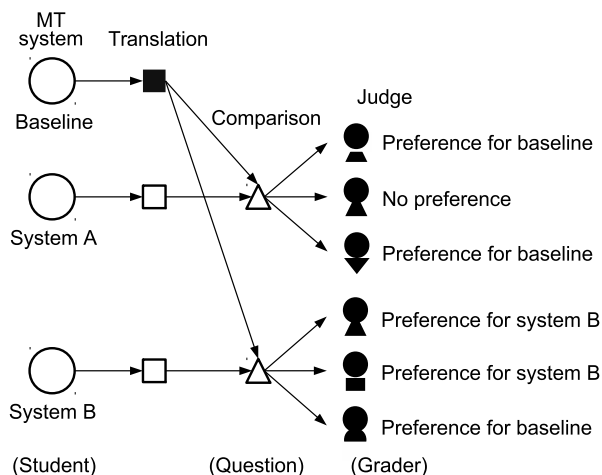 MT
system
Translation
Baseline
Comparison
Judge
Preference for baseline
System A
No preference
Preference for baseline
Preference for system B
System B
Preference for system B
Preference for baseline
(Student)
(Question)
(Grader)